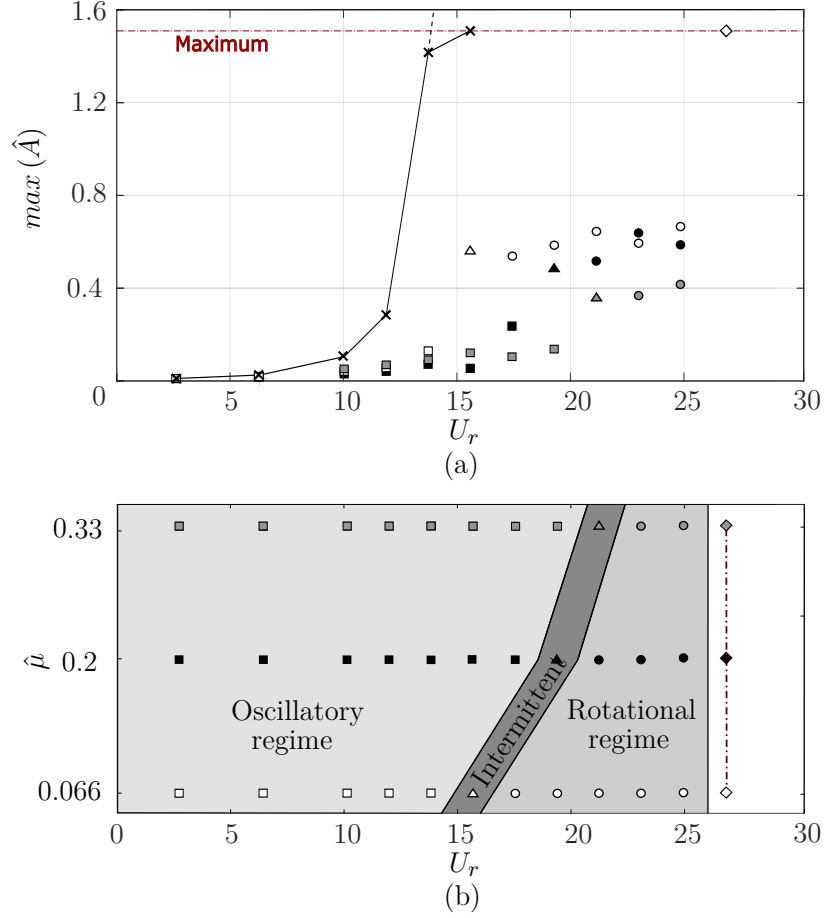 1.6
Maximum
1.2
max (Â)
0.8
0.4
0
5
10
15
20
25
30
U_r
(a)
0.33
μ̂
0.2
Intermittent
Oscillatory
regime
Rotational
regime
0.066
0
5
10
15
20
25
30
U_r
(b)